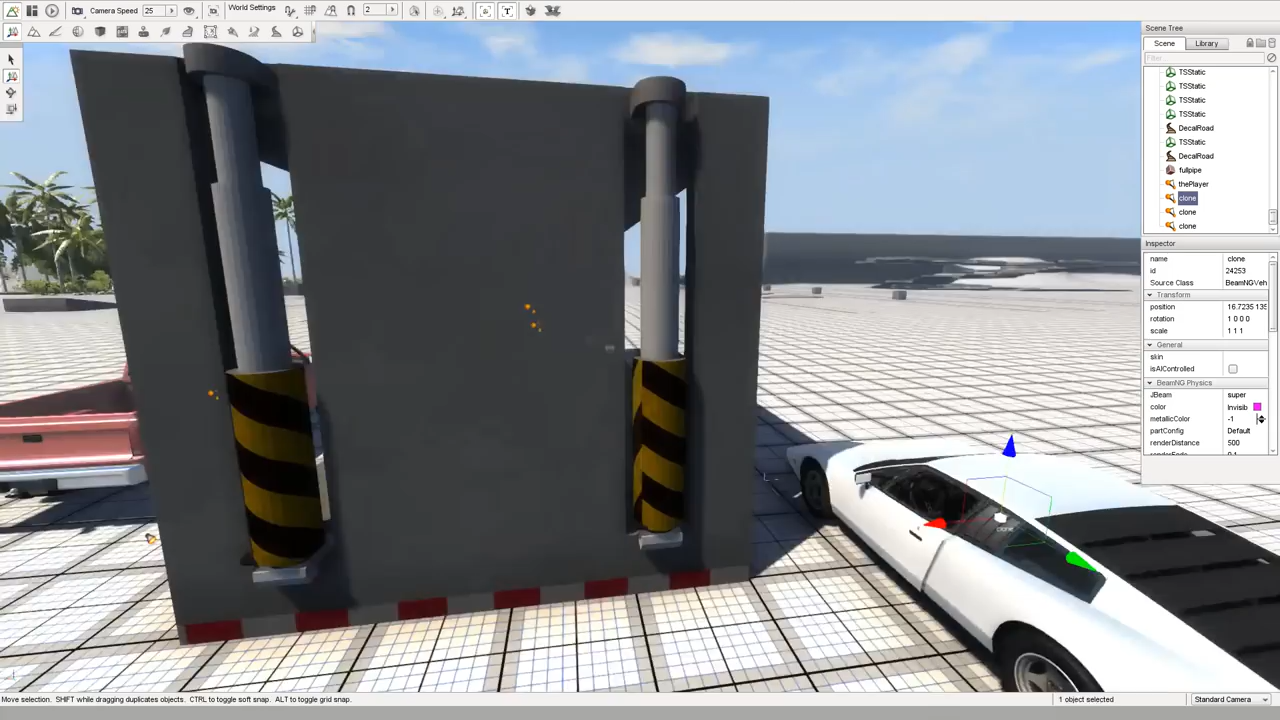 Camera Speed 25 World Settings 2
Scene Tree
Scene Library
Filter...
TSStatic
TSStatic
TSStatic
TSStatic
DecalRoad
TSStatic
DecalRoad
fullpipe
thePlayer
clone
clone
clone
Inspector
name clone
id 24253
Source Class BeamNGVeh
Transform
position 16.7235 135
rotation 1 0 0 0
scale 1 1 1
General
skin
isAIControlled
BeamNG Physics
JBeam super
color Invisib
metallicColor -1
partConfig Default
renderDistance 500
clone
Move selection. SHIFT while dragging duplicates objects. CTRL to toggle soft snap. ALT to toggle grid snap. 1 object selected Standard Camera